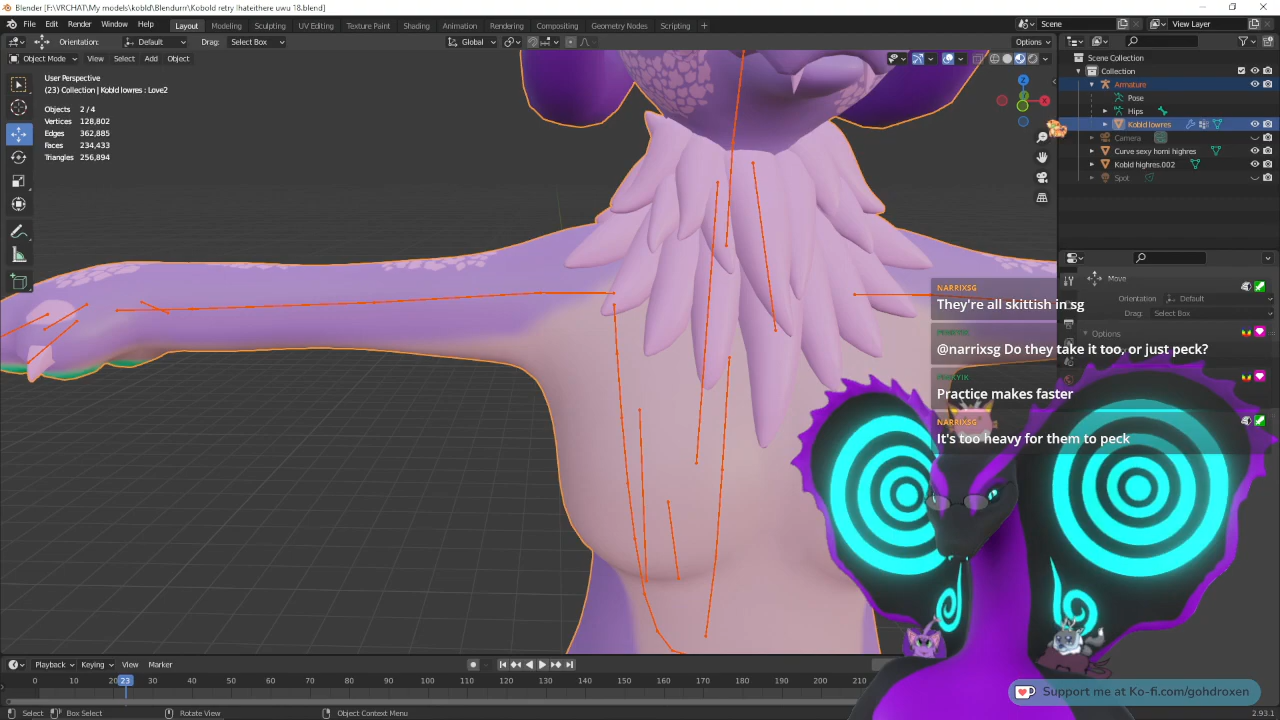 Blender [F:\VRCHAT\My models\kobld\Blendurn\Kobold retry Ihateithere uwu 18.blend]
File Edit Render Window Help Layout Modeling Sculpting UV Editing Texture Paint Shading Animation Rendering Compositing Geometry Nodes Scripting + Scene View Layer
Orientation: Default Drag: Select Box Global Options
Object Mode View Select Add Object
User Perspective
(23) Collection | Kobld lowres : Love2
Objects 2 / 4
Vertices 128,802
Edges 362,885
Faces 234,433
Triangles 256,894
Scene Collection
Collection
Armature
Pose
Hips
Kobld lowres
Camera
Curve sexy horni highres
Kobld highres.002
Spot
Move
Orientation Default
Drag: Select Box
Options
NARRIXSG
They're all skittish in sg
@narrixsg Do they take it too, or just peck?
Practice makes faster
NARRIXSG
It's too heavy for them to peck
Support me at Ko-fi.com/gohdroxen
Playback Keying View Marker
0 10 20 23 30 40 50 60 70 80 90 100 110 120 130 140 150 160 170 180 190 200 210
Select Box Select Rotate View Object Context Menu 2.93.1